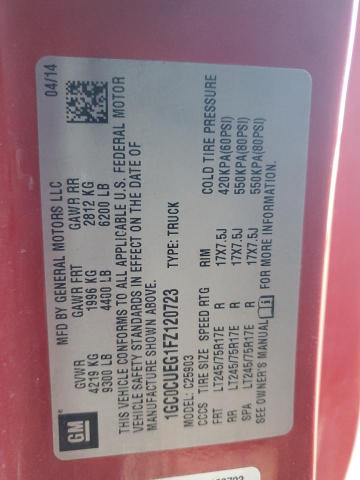 MFD BY GENERAL MOTORS LLC
04/14
GVWR GAWR FRT GAWR RR
4219 KG 1996 KG 2812 KG
9300 LB 4400 LB 6200 LB
THIS VEHICLE CONFORMS TO ALL APPLICABLE U.S. FEDERAL MOTOR
VEHICLE SAFETY STANDARDS IN EFFECT ON THE DATE OF
MANUFACTURE SHOWN ABOVE.
1GC0CUEG1FZ120723 TYPE: TRUCK
MODEL: C25903
CCCS TIRE SIZE SPEED RTG RIM COLD TIRE PRESSURE
FRT LT245/75R17E R 17X7.5J 420KPA(60PSI)
RR LT245/75R17E R 17X7.5J 550KPA(80PSI)
SPA LT245/75R17E R 17X7.5J 550KPA(80PSI)
SEE OWNER'S MANUAL FOR MORE INFORMATION.
GM